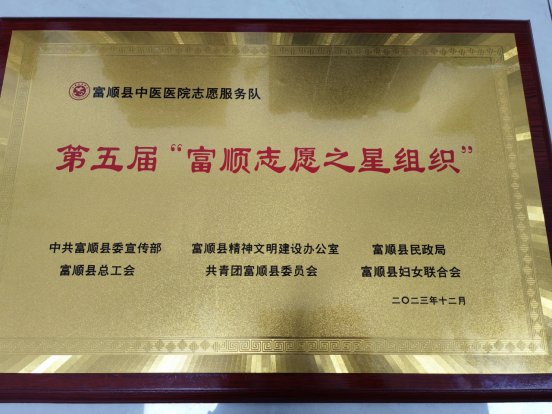 富顺县中医医院志愿服务队
第五届“富顺志愿之星组织”
中共富顺县委宣传部 富顺县精神文明建设办公室 富顺县民政局
富顺县总工会 共青团富顺县委员会 富顺县妇女联合会
二〇二三年十二月